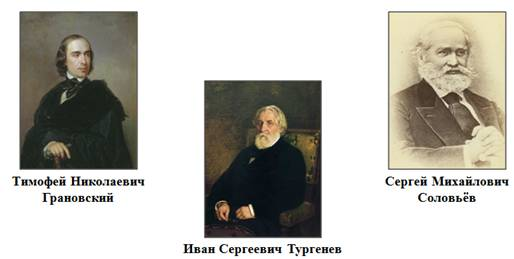 Тимофей Николаевич
Грановский
Иван Сергеевич Тургенев
Сергей Михайлович
Соловьёв